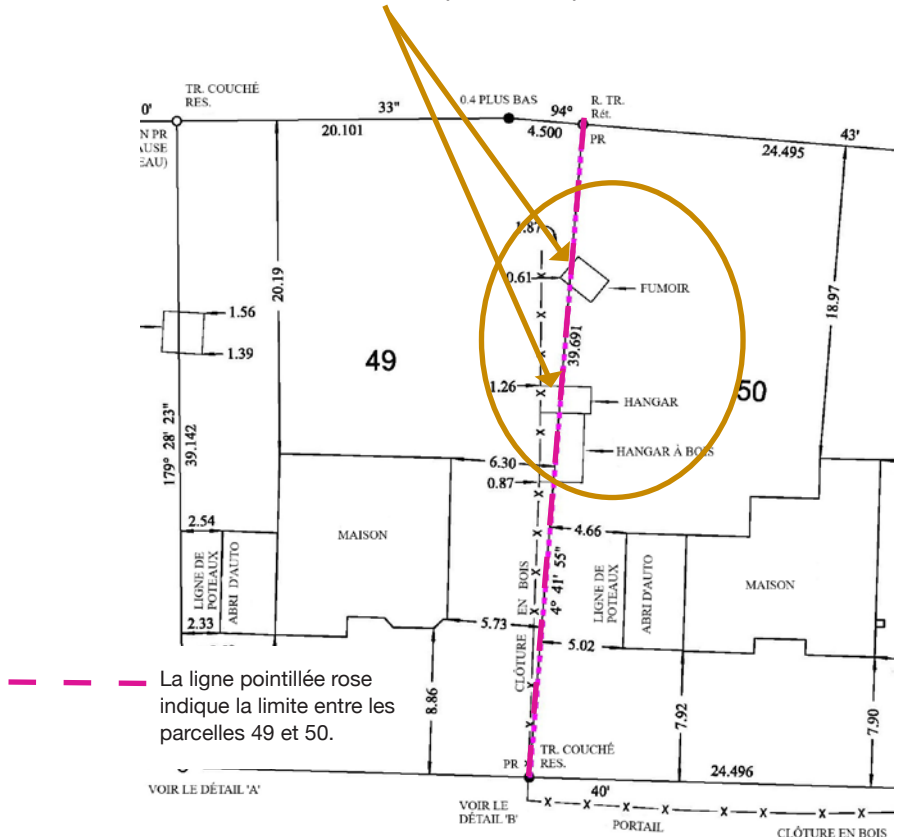 TR. COUCHÉ
RES.
0'
33"
0.4 PLUS BAS
94°
R. TR.
Rét.
43'
N PR
AUSE
EAU)
20.101
4.500
PR
24.495
1.87
20.19
0.61
FUMOIR
18.97
1.56
39.691
1.39
49
1.26
50
HANGAR
179° 28' 23"
39.142
HANGAR À BOIS
6.30
0.87
2.54
MAISON
4.66
LIGNE DE
POTEAUX
ABRI D'AUTO
CLÔTURE EN BOIS
4° 41' 55"
LIGNE DE
POTEAUX
ABRI D'AUTO
MAISON
2.33
5.73
5.02
La ligne pointillée rose
indique la limite entre les
parcelles 49 et 50.
8.86
7.92
7.90
TR. COUCHÉ
RES.
PR
VOIR LE DÉTAIL 'A'
24.496
40'
VOIR LE
DÉTAIL 'B'
PORTAIL
CLÔTURE EN BOIS